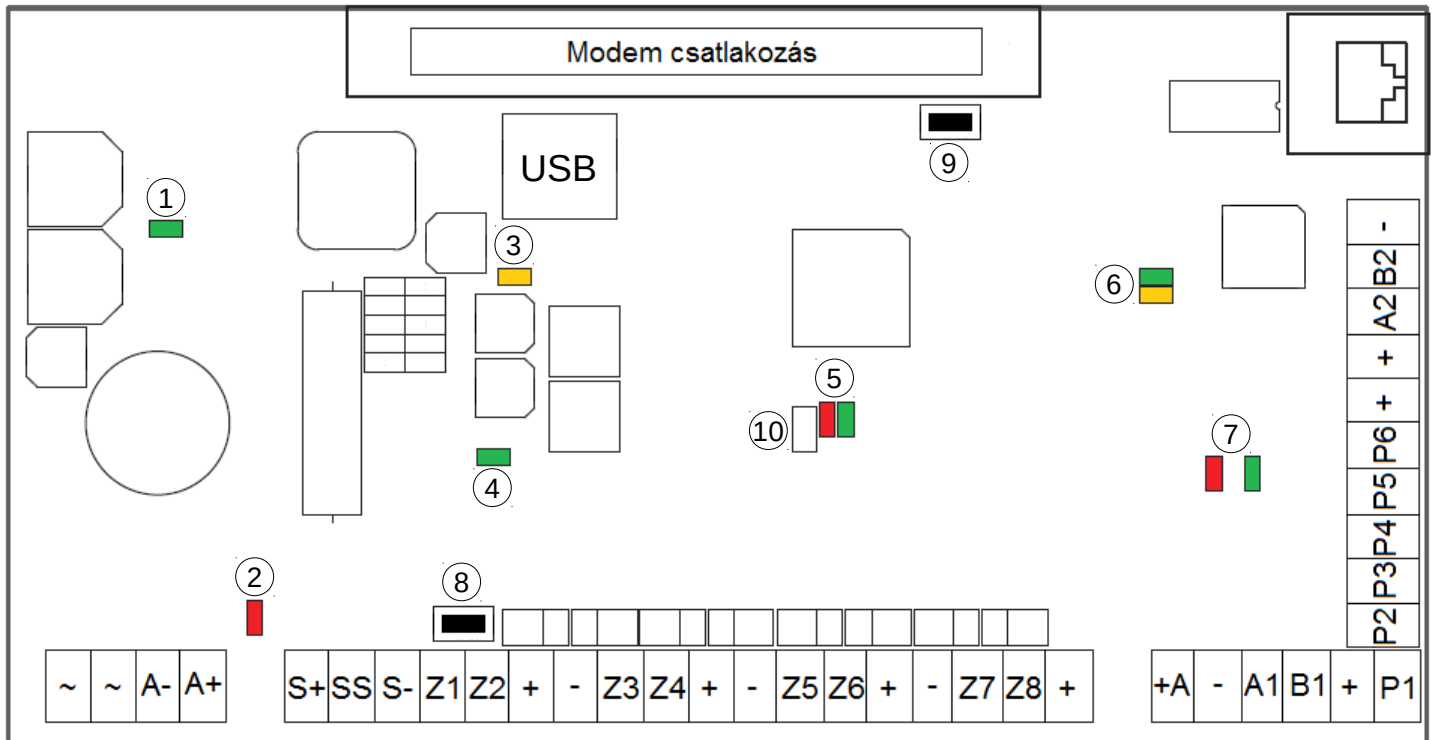 Modem csatlakozás
USB
9
1
3
6
5
10
7
4
2
8
-
B2
A2
+
+
P6
P5
P4
P3
P2
~ ~ A- A+
S+ SS S- Z1 Z2 + - Z3 Z4 + - Z5 Z6 + - Z7 Z8 +
+A - A1 B1 + P1